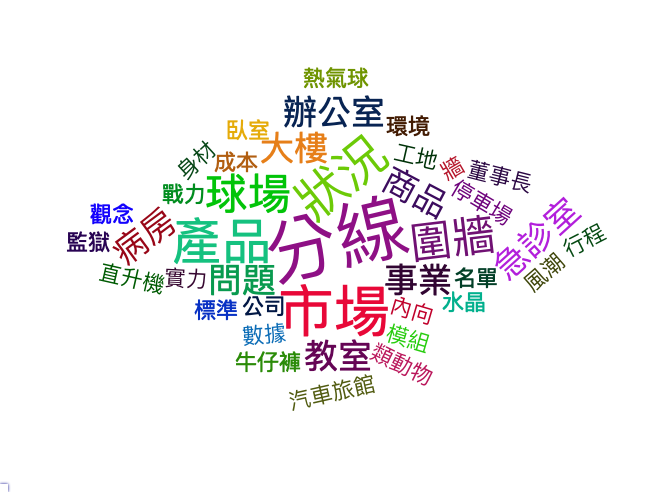 熱氣球
辦公室
環境
臥室
大樓
狀況
工地
牆
董事長
身材
成本
商品
停車場
戰力
球場
分線
圍牆
急診室
行程
觀念
病房
產品
風潮
監獄
直升機
實力
問題
事業
名單
水晶
標準
公司
市場
內向
數據
模組
牛仔褲
教室
類動物
汽車旅館